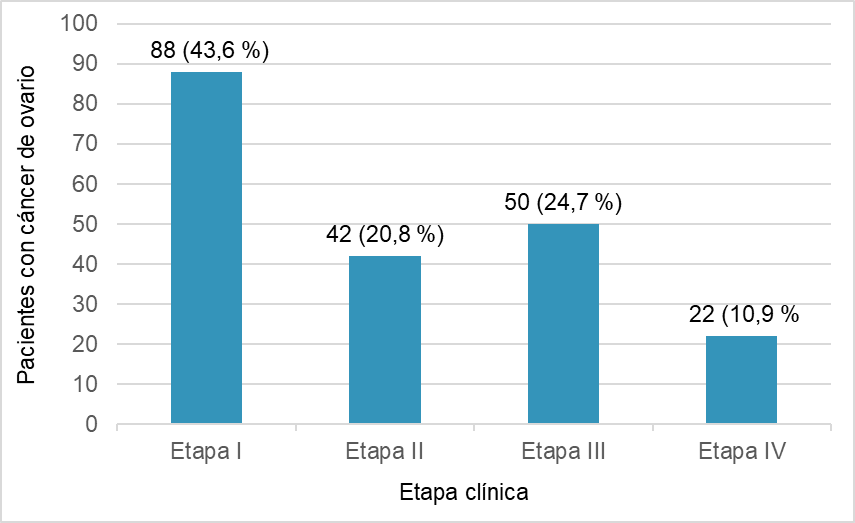 Pacientes con cáncer de ovario
100
90
80
70
60
50
40
30
20
10
0
88 (43,6 %)
42 (20,8 %)
50 (24,7 %)
22 (10,9 %
Etapa I
Etapa II
Etapa III
Etapa IV
Etapa clínica